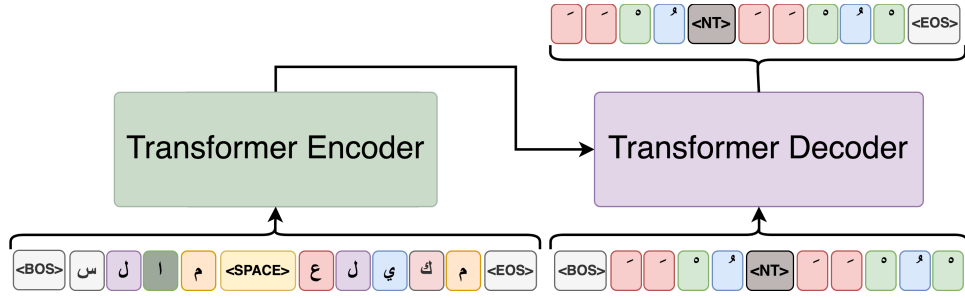 َ َ ْ ُ <NT> َ َ ْ ُ ْ <EOS>
Transformer Encoder
Transformer Decoder
<BOS> س ل ا م <SPACE> ع ل ي ك م <EOS>
<BOS> َ َ ْ ُ <NT> َ َ ْ ُ ْ